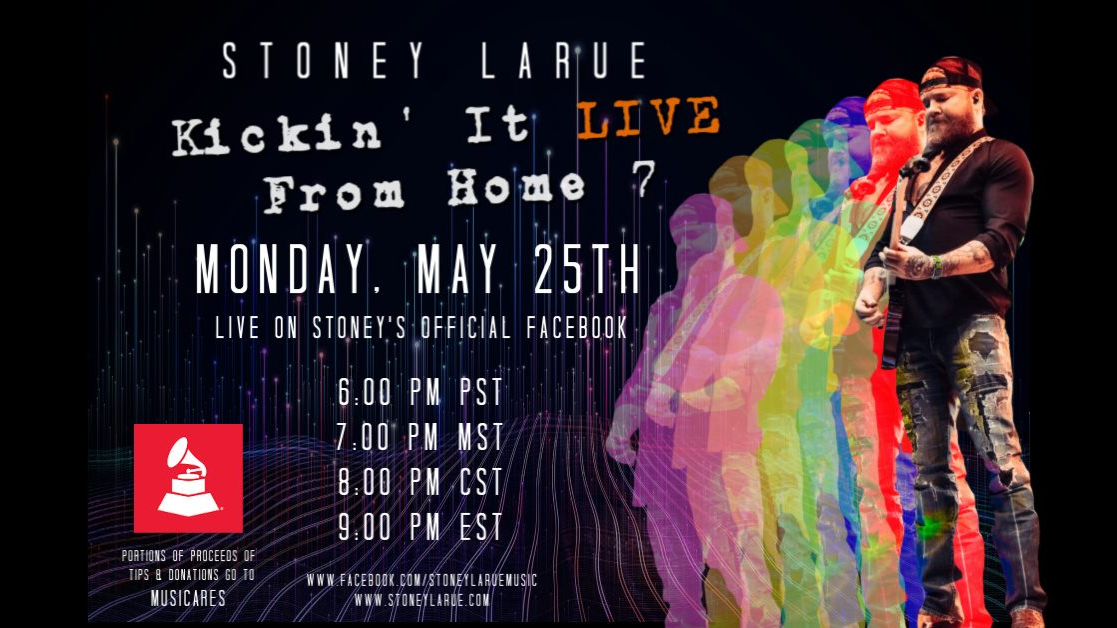 STONEY LARUE
Kickin' It LIVE
From Home 7
MONDAY, MAY 25TH
LIVE ON STONEY'S OFFICIAL FACEBOOK
6:00 PM PST
7:00 PM MST
8:00 PM CST
9:00 PM EST
PORTIONS OF PROCEEDS OF
TIPS & DONATIONS GO TO
MUSICARES
WWW.FACEBOOK.COM/STONEYLARUEMUSIC
WWW.STONEYLARUE.COM